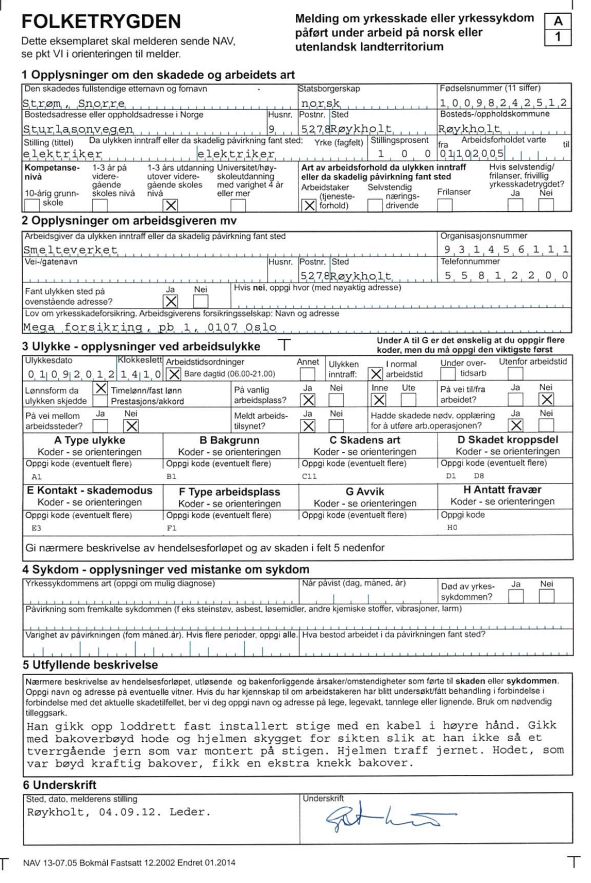 FOLKETRYGDEN
Dette eksemplaret skal melderen sende NAV,
se pkt VI i orienteringen til melder.
Melding om yrkesskade eller yrkessykdom
påført under arbeid på norsk eller
utenlandsk landterritorium
A
1
1 Opplysninger om den skadede og arbeidets art
Den skadedes fullstendige etternavn og fornavn Statsborgerskap Fødselsnummer (11 siffer)
Strøm, Snorre norsk 10098242512
Bostedsadresse eller oppholdsadresse i Norge Husnr. Postnr. Sted Bosteds-/oppholdskommune
Sturlasonvegen 9 5278 Røykholt Røykholt
Stilling (tittel) Da ulykken inntraff eller da skadelig påvirkning fant sted: Yrke (fagfelt) Stillingsprosent Arbeidsforholdet varte
elektriker elektriker 100 fra 01102005 til
Kompetanse-nivå 1-3 år på videre-gående skoles nivå 1-3 års utdanning utover videre-gående skoles nivå Universitet/høy-skoleutdanning med varighet 4 år eller mer Art av arbeidsforhold da ulykken inntraff eller da skadelig påvirkning fant sted Hvis selvstendig/frilanser, frivillig yrkesskadetrygdet?
10-årig grunn-skole X Arbeidstaker (tjeneste-forhold) X Selvstendig nærings-drivende Frilanser Ja Nei
2 Opplysninger om arbeidsgiveren mv
Arbeidsgiver da ulykken inntraff eller da skadelig påvirkning fant sted Organisasjonsnummer
Smelteverket 931456111
Vei-/gatenavn Husnr. Postnr. Sted Telefonnummer
5278 Røykholt 55812200
Fant ulykken sted på ovenstående adresse? Ja X Nei Hvis nei, oppgi hvor (med nøyaktig adresse)
Lov om yrkesskadeforsikring. Arbeidsgiverens forsikringsselskap: Navn og adresse
Mega forsikring, pb 1, 0107 Oslo
3 Ulykke - opplysninger ved arbeidsulykke
Under A til G er det ønskelig at du oppgir flere
koder, men du må oppgi den viktigste først
Ulykkesdato Klokkeslett Arbeidstidsordninger Annet Ulykken inntraff: I normal arbeidstid Under over-tidsarb Utenfor arbeidstid
01092012 1410 X Bare dagtid (06.00-21.00) X
Lønnsform da ulykken skjedde X Timelønn/fast lønn Prestasjons/akkord På vanlig arbeidsplass? Ja X Nei Inne X Ute På vei til/fra arbeidet? Ja Nei X
På vei mellom arbeidssteder? Ja Nei X Meldt arbeids-tilsynet? Ja Nei X Hadde skadede nødv. opplæring for å utføre arb.operasjonen? Ja X Nei
A Type ulykke B Bakgrunn C Skadens art D Skadet kroppsdel
Koder - se orienteringen Koder - se orienteringen Koder - se orienteringen Koder - se orienteringen
Oppgi kode (eventuelt flere) Oppgi kode (eventuelt flere) Oppgi kode (eventuelt flere) Oppgi kode (eventuelt flere)
A1 B1 C11 D1 D8
E Kontakt - skademodus F Type arbeidsplass G Avvik H Antatt fravær
Koder - se orienteringen Koder - se orienteringen Koder - se orienteringen Kode - se orienteringen
Oppgi kode (eventuelt flere) Oppgi kode (eventuelt flere) Oppgi kode (eventuelt flere) Oppgi kode
E3 F1 H0
Gi nærmere beskrivelse av hendelsesforløpet og av skaden i felt 5 nedenfor
4 Sykdom - opplysninger ved mistanke om sykdom
Yrkessykdommens art (oppgi om mulig diagnose) Når påvist (dag, måned, år) Død av yrkes-sykdommen? Ja Nei
Påvirkning som fremkalte sykdommen (f eks steinstøv, asbest, løsemidler, andre kjemiske stoffer, vibrasjoner, larm)
Varighet av påvirkningen (fom måned.år). Hvis flere perioder, oppgi alle. Hva bestod arbeidet i da påvirkningen fant sted?
5 Utfyllende beskrivelse
Nærmere beskrivelse av hendelsesforløpet, utløsende og bakenforliggende årsaker/omstendigheter som førte til skaden eller sykdommen.
Oppgi navn og adresse på eventuelle vitner. Hvis du har kjennskap til om arbeidstakeren har blitt undersøkt/fått behandling i forbindelse i
forbindelse med det aktuelle skadetilfellet, ber vi deg oppgi navn og adresse på lege, legevakt, tannlege eller lignende. Bruk om nødvendig
tilleggsark.
Han gikk opp loddrett fast installert stige med en kabel i høyre hånd. Gikk
med bakoverbøyd hode og hjelmen skygget for sikten slik at han ikke så et
tverrgående jern som var montert på stigen. Hjelmen traff jernet. Hodet, som
var bøyd kraftig bakover, fikk en ekstra knekk bakover.
6 Underskrift
Sted, dato, melderens stilling Underskrift
Røykholt, 04.09.12. Leder.
NAV 13-07.05 Bokmål Fastsatt 12.2002 Endret 01.2014